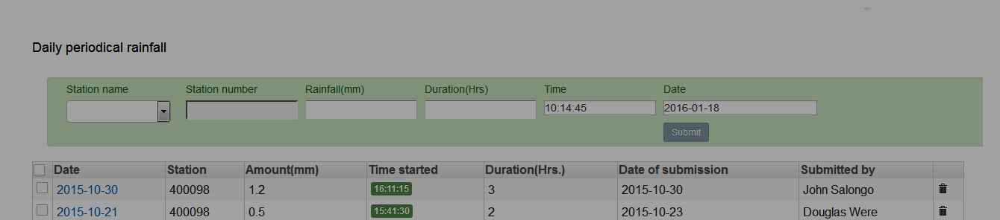 Daily periodical rainfall
Station name Station number Rainfall(mm) Duration(Hrs) Time Date
10:14:45 2016-01-18
Submit
Date Station Amount(mm) Time started Duration(Hrs.) Date of submission Submitted by
2015-10-30 400098 1.2 16:11:15 3 2015-10-30 John Salongo
2015-10-21 400098 0.5 15:41:30 2 2015-10-23 Douglas Were